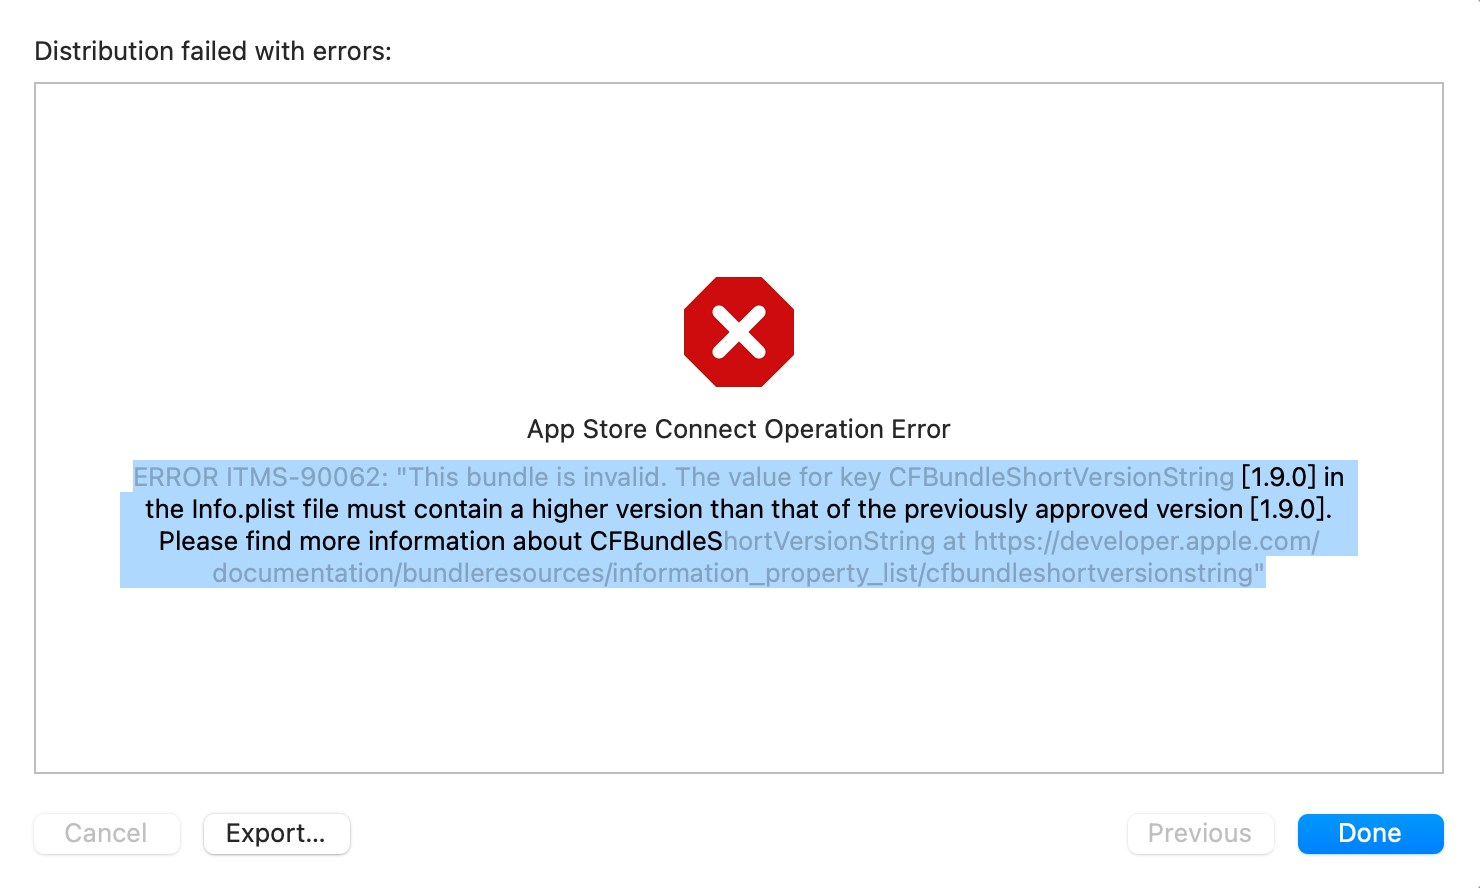 Distribution failed with errors:
App Store Connect Operation Error
ERROR ITMS-90062: "This bundle is invalid. The value for key CFBundleShortVersionString [1.9.0] in
the Info.plist file must contain a higher version than that of the previously approved version [1.9.0].
Please find more information about CFBundleShortVersionString at https://developer.apple.com/
documentation/bundleresources/information_property_list/cfbundleshortversionstring"
Cancel
Export...
Previous
Done